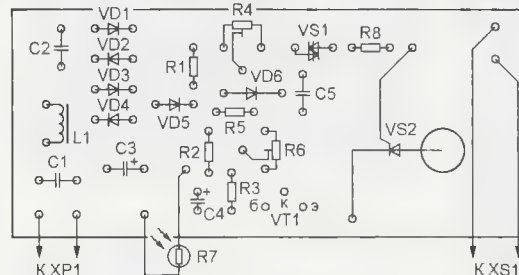 VD1
R4
C2
VD2
VS1
R8
R1
VD3
VD6
C5
VD4
VD5
VS2
L1
R5
C1
C3
+
R2
R6
+
R3
C4
б
К
э
VT1
R7
К XP1
К XS1